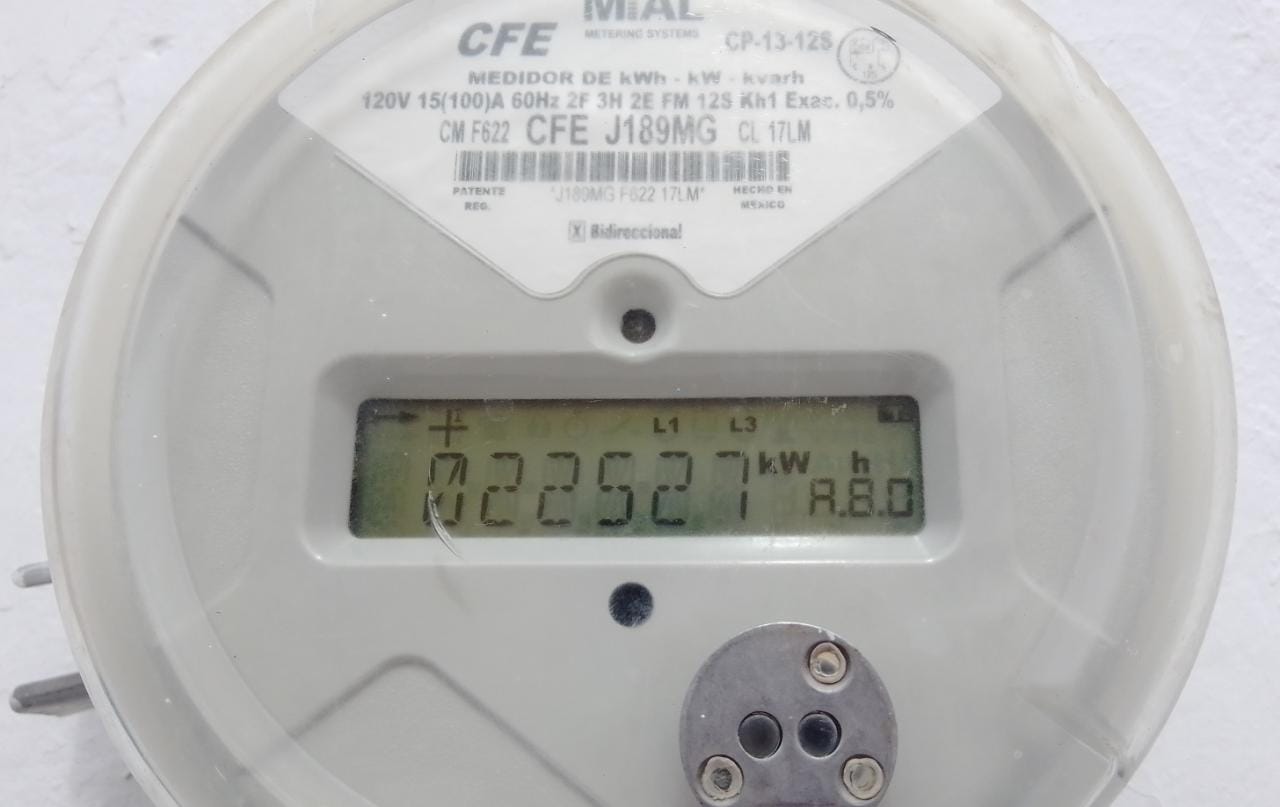 MiAL
METERING SYSTEMS
CFE
CP-13-12S
MEDIDOR DE kWh - kW - kvarh
120V 15(100)A 60Hz 2F 3H 2E FM 12S Kh1 Exac. 0,5%
CM F622 CFE J189MG CL 17LM
PATENTE REG. "J189MG F622 17LM" HECHO EN MÉXICO
X Bidireccional
L1 L3
022527 kW h A.8.0